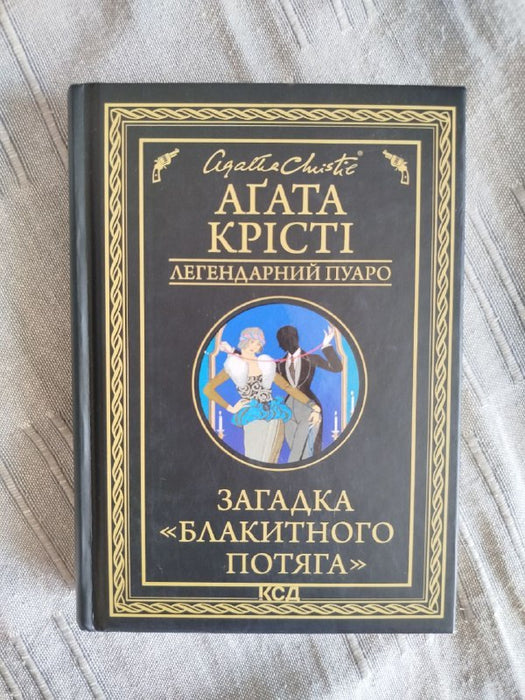 Agatha Christie®
АҐАТА
КРІСТІ
ЛЕГЕНДАРНИЙ ПУАРО
ЗАГАДКА
«БЛАКИТНОГО
ПОТЯГА»
КСД